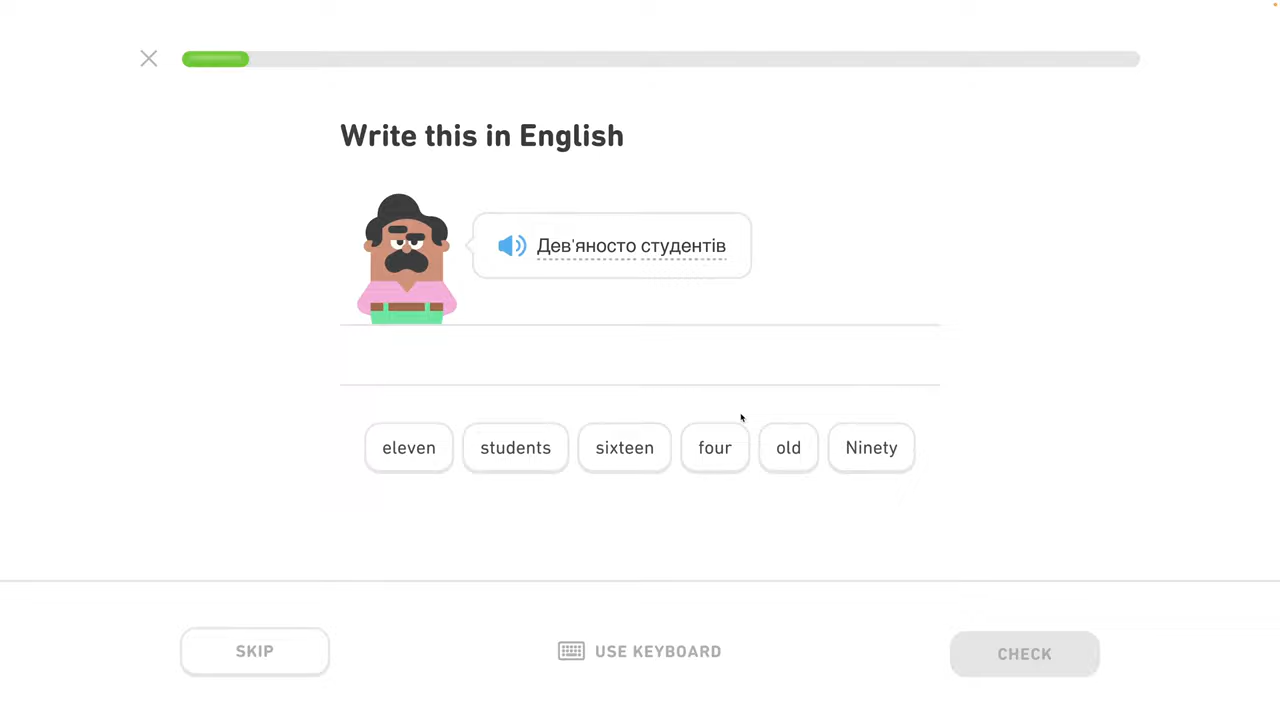 Write this in English
Дев'яносто студентів
eleven students sixteen four old Ninety
SKIP USE KEYBOARD CHECK